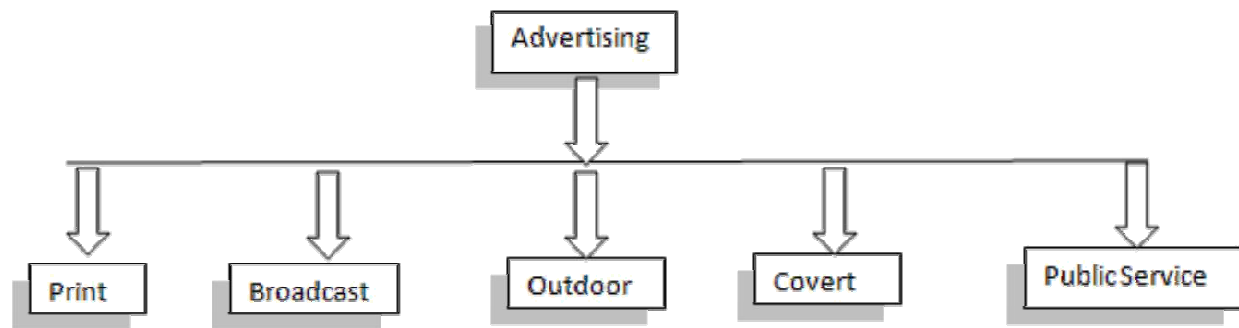 Advertising
Print
Broadcast
Outdoor
Covert
Public Service